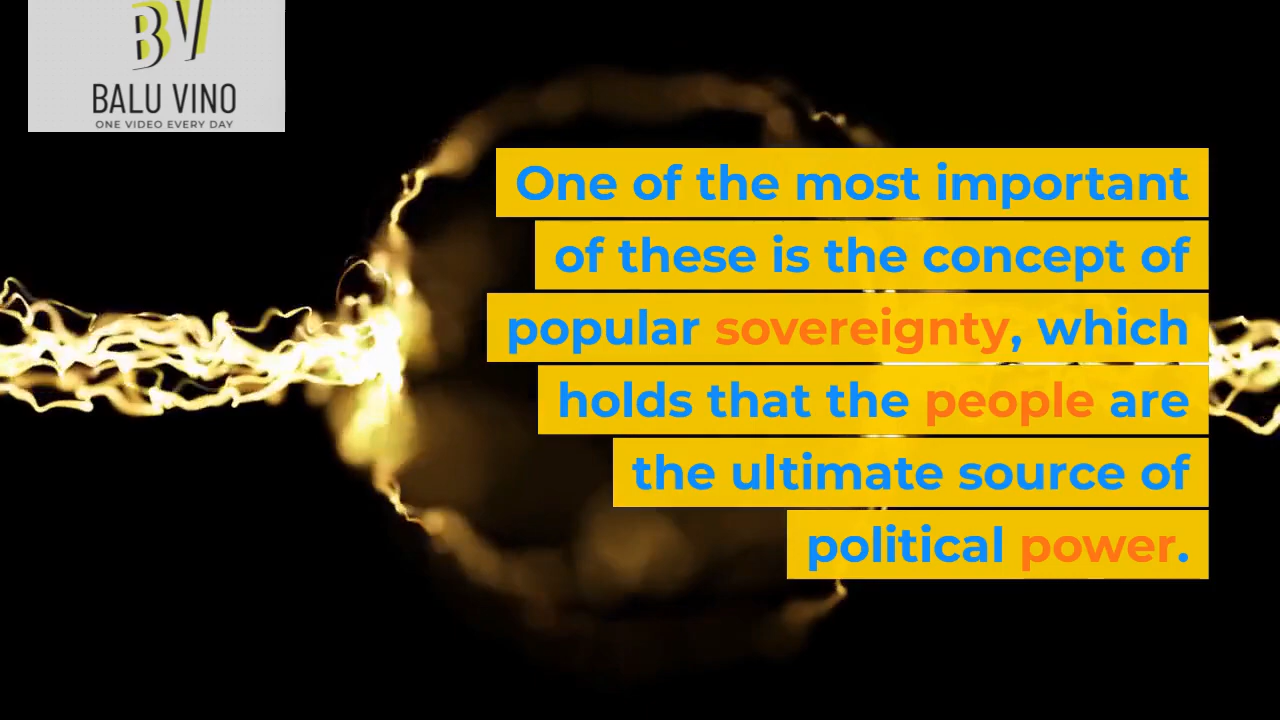 BV
BALU VINO
ONE VIDEO EVERY DAY
One of the most important
of these is the concept of
popular sovereignty, which
holds that the people are
the ultimate source of
political power.